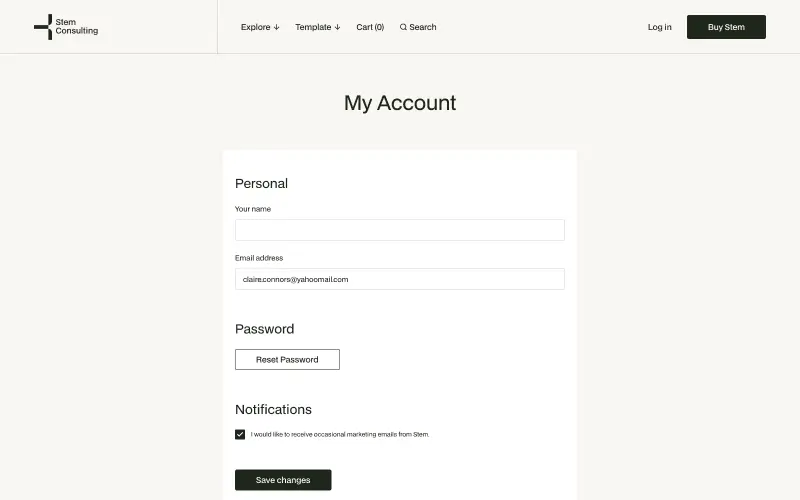 Stem
Consulting
Explore ↓
Template ↓
Cart (0)
Search
Log in
Buy Stem
My Account
Personal
Your name
Email address
claire.connors@yahoomail.com
Password
Reset Password
Notifications
I would like to receive occasional marketing emails from Stem.
Save changes